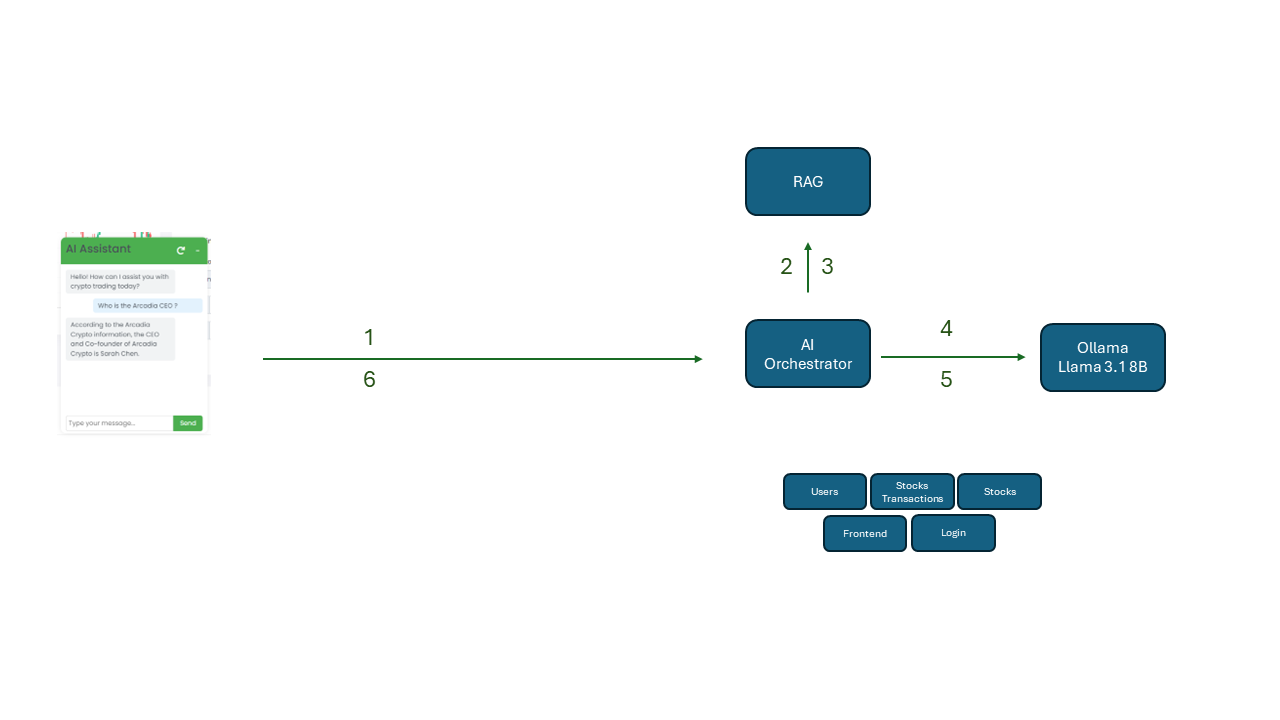 RAG
2
3
AI Assistant
Hello! How can I assist you with
crypto trading today?
Who is the Arcadia CEO ?
According to the Arcadia
Crypto information, the CEO
and Co-founder of Arcadia
Crypto is Sarah Chen.
Type your message...
Send
1
6
AI
Orchestrator
4
5
Ollama
Llama 3.1 8B
Users
Stocks
Transactions
Stocks
Frontend
Login